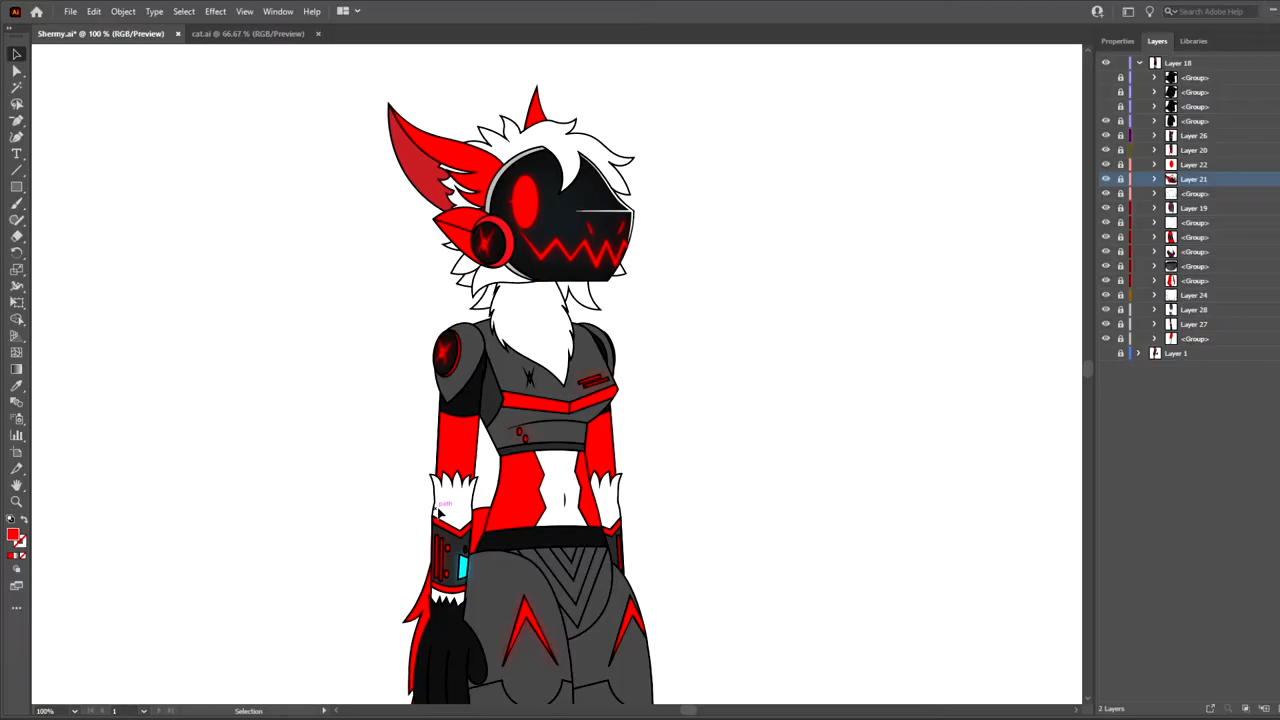 Ai File Edit Object Type Select Effect View Window Help Search Adobe Help
Shermy.ai* @ 100 % (RGB/Preview) × cat.ai @ 66.67 % (RGB/Preview) ×
Properties Layers Libraries
Layer 18
<Group>
<Group>
<Group>
<Group>
Layer 26
Layer 20
Layer 22
Layer 21
<Group>
Layer 19
<Group>
<Group>
<Group>
<Group>
<Group>
Layer 24
Layer 28
Layer 27
<Group>
Layer 1
path
100% 1 Selection
2 Layers